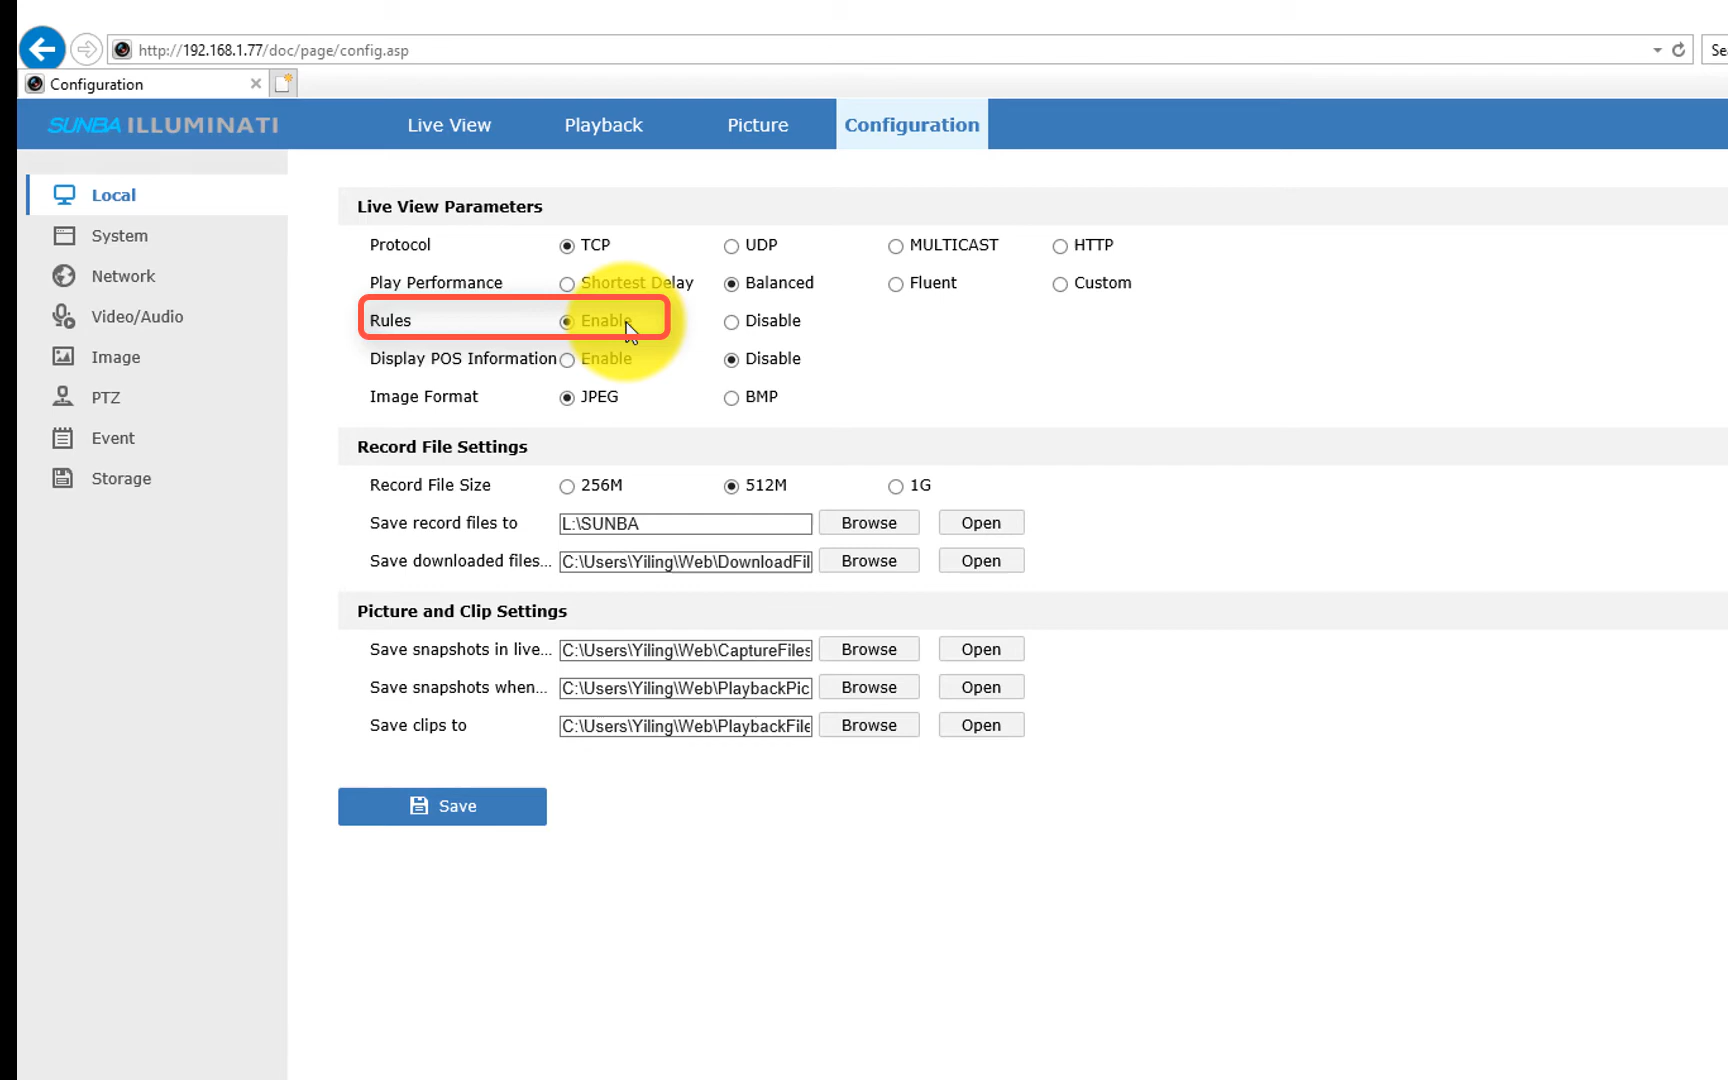 http://192.168.1.77/doc/page/config.asp
Se
Configuration
SUNBA ILLUMINATI Live View Playback Picture Configuration
Local
System
Network
Video/Audio
Image
PTZ
Event
Storage
Live View Parameters
Protocol TCP UDP MULTICAST HTTP
Play Performance Shortest Delay Balanced Fluent Custom
Rules Enable Disable
Display POS Information Enable Disable
Image Format JPEG BMP
Record File Settings
Record File Size 256M 512M 1G
Save record files to L:\SUNBA Browse Open
Save downloaded files... C:\Users\Yiling\Web\DownloadFil Browse Open
Picture and Clip Settings
Save snapshots in live... C:\Users\Yiling\Web\CaptureFiles Browse Open
Save snapshots when... C:\Users\Yiling\Web\PlaybackPic Browse Open
Save clips to C:\Users\Yiling\Web\PlaybackFile Browse Open
Save